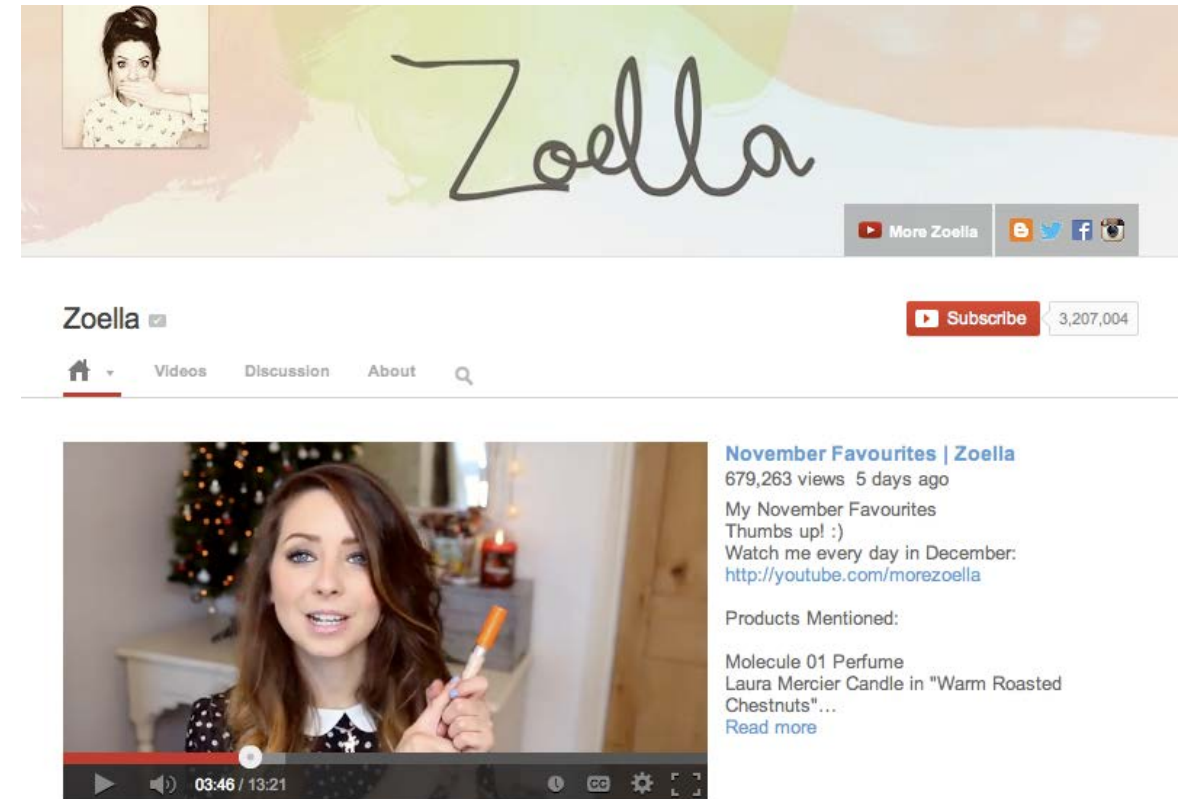 Zoella
More Zoella
Zoella
Subscribe 3,207,004
Videos Discussion About
November Favourites | Zoella
679,263 views 5 days ago
My November Favourites
Thumbs up! :)
Watch me every day in December:
http://youtube.com/morezoella
Products Mentioned:
Molecule 01 Perfume
Laura Mercier Candle in "Warm Roasted
Chestnuts"...
Read more
03:46 / 13:21
CC